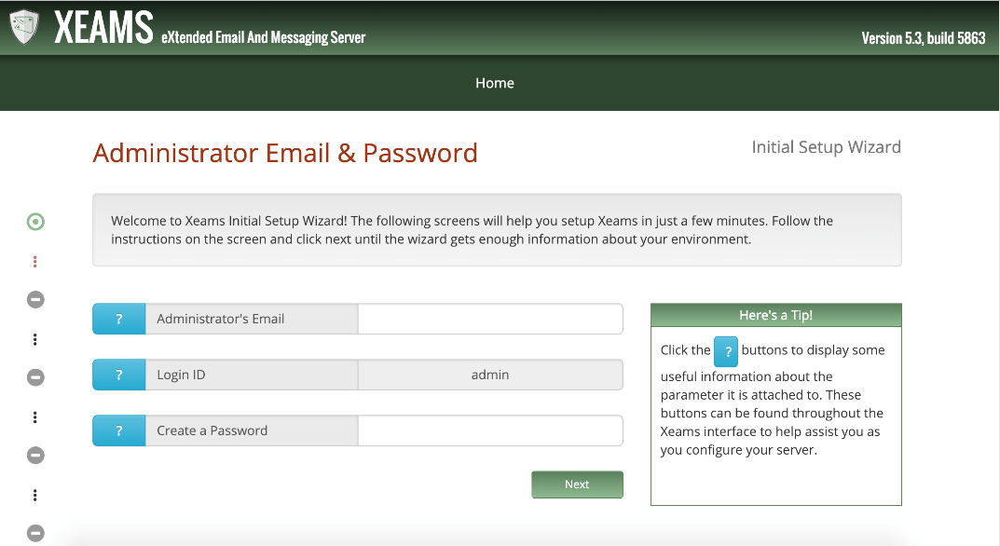 XEAMS eXtended Email And Messaging Server
Version 5.3, build 5863
Home
Administrator Email & Password
Initial Setup Wizard
Welcome to Xeams Initial Setup Wizard! The following screens will help you setup Xeams in just a few minutes. Follow the
instructions on the screen and click next until the wizard gets enough information about your environment.
? Administrator's Email
? Login ID admin
? Create a Password
Next
Here's a Tip!
Click the ? buttons to display some
useful information about the
parameter it is attached to. These
buttons can be found throughout the
Xeams interface to help assist you as
you configure your server.